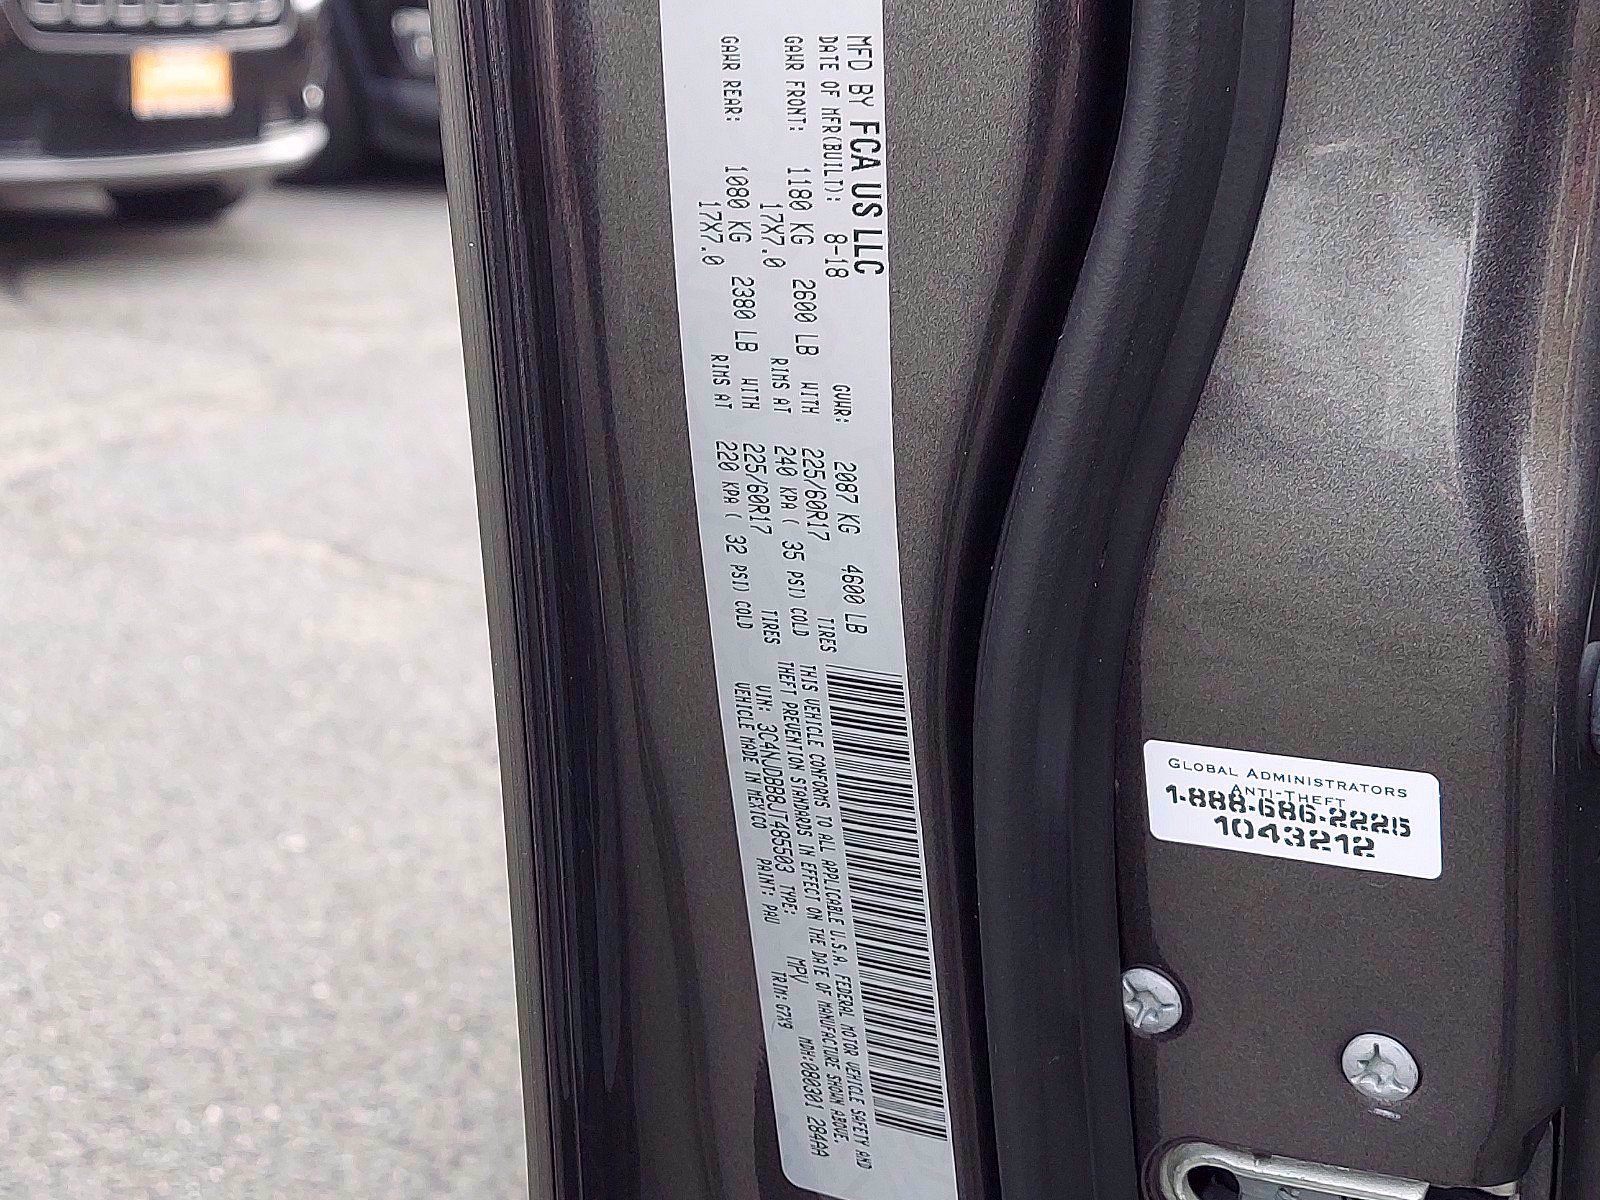 MFD BY FCA US LLC
DATE OF MFR(BUILT): 8-18 GVWR: 2087 KG 4600 LB
GAWR FRONT: 1180 KG 2600 LB WITH 225/60R17 TIRES
17X7.0 RIMS AT 240 KPA ( 35 PSI) COLD
GAWR REAR: 1080 KG 2380 LB WITH 225/60R17 TIRES
17X7.0 RIMS AT 220 KPA ( 32 PSI) COLD
THIS VEHICLE CONFORMS TO ALL APPLICABLE U.S.A. FEDERAL MOTOR VEHICLE SAFETY AND
THEFT PREVENTION STANDARDS IN EFFECT ON THE DATE OF MANUFACTURE SHOWN ABOVE.
VIN: 3C4NJDBB8JT485503 TYPE: MPV MDH:080301 284AA
VEHICLE MADE IN MEXICO PAINT: PAU TRIM: G7X9
GLOBAL ADMINISTRATORS
ANTI-THEFT
1-888-686-2225
1043212